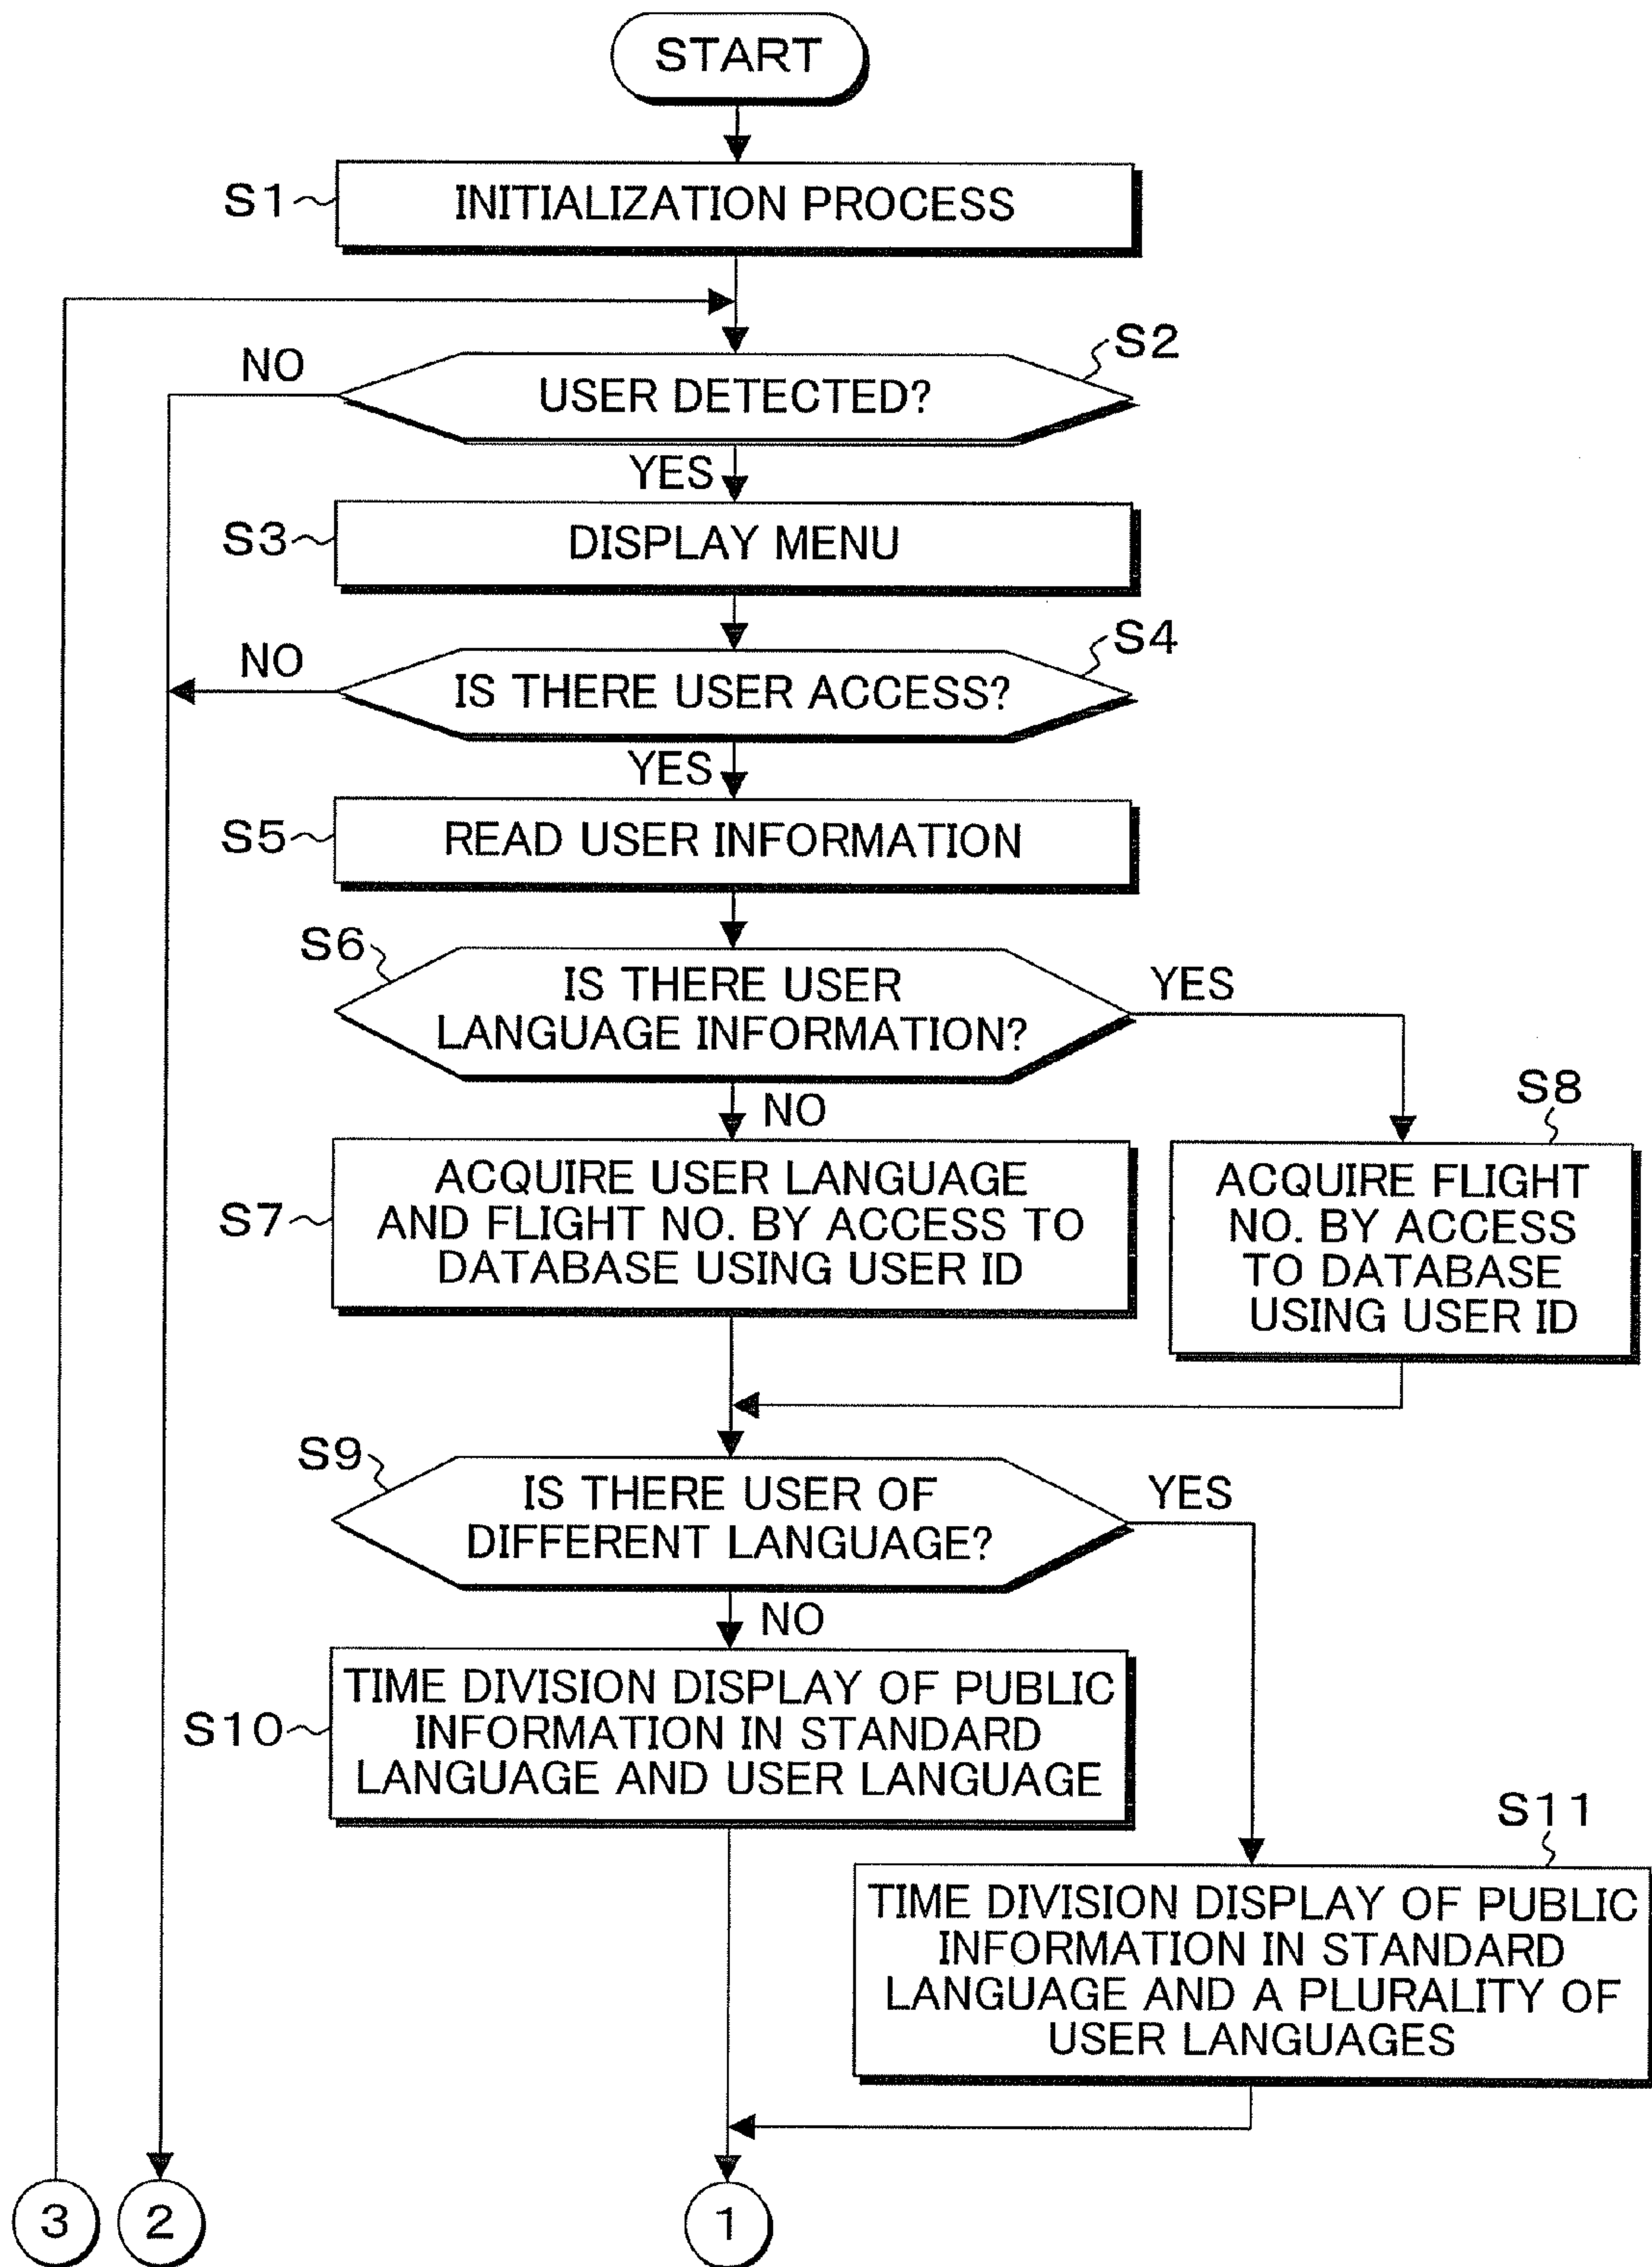 START
S1
INITIALIZATION PROCESS
S2
NO
USER DETECTED?
YES
S3
DISPLAY MENU
S4
NO
IS THERE USER ACCESS?
YES
S5
READ USER INFORMATION
S6
IS THERE USER
LANGUAGE INFORMATION?
YES
NO
S8
S7
ACQUIRE USER LANGUAGE
AND FLIGHT NO. BY ACCESS TO
DATABASE USING USER ID
ACQUIRE FLIGHT
NO. BY ACCESS
TO DATABASE
USING USER ID
S9
IS THERE USER OF
DIFFERENT LANGUAGE?
YES
NO
S10
TIME DIVISION DISPLAY OF PUBLIC
INFORMATION IN STANDARD
LANGUAGE AND USER LANGUAGE
S11
TIME DIVISION DISPLAY OF PUBLIC
INFORMATION IN STANDARD
LANGUAGE AND A PLURALITY OF
USER LANGUAGES
3
2
1